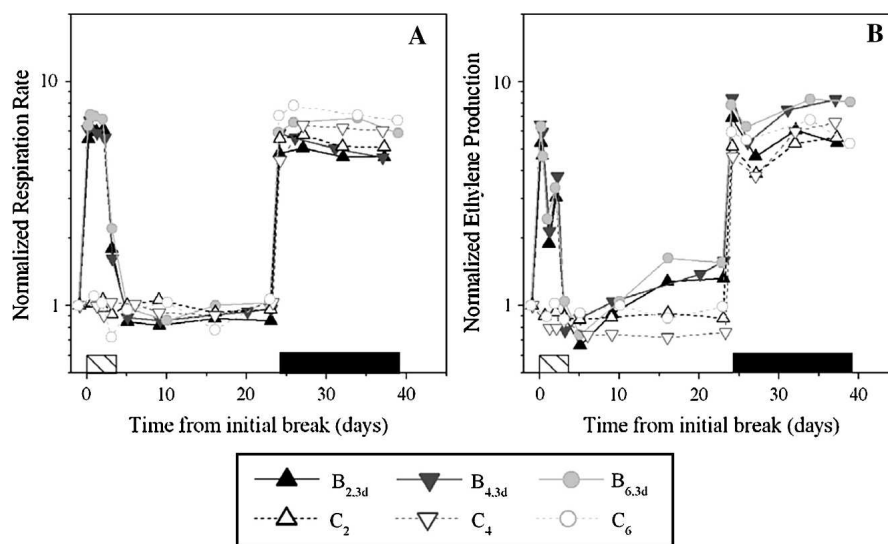 A
B
Normalized Respiration Rate
Normalized Ethylene Production
10
1
0 10 20 30 40
Time from initial break (days)
10
1
0 10 20 30 40
Time from initial break (days)
B2.3d B4.3d B6.3d
C2 C4 C6